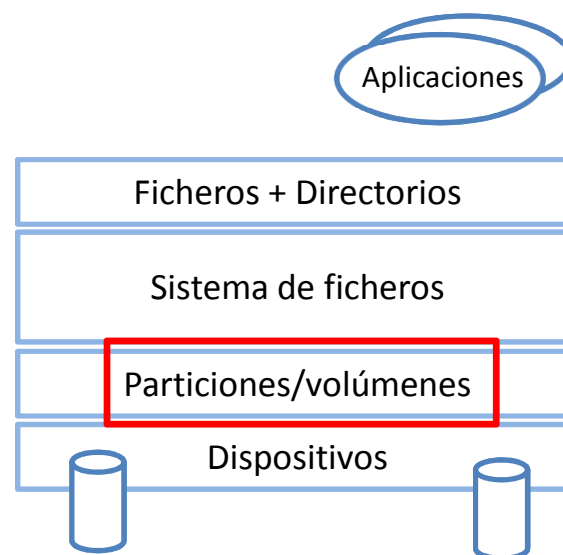 Aplicaciones
Ficheros + Directorios
Sistema de ficheros
Particiones/volúmenes
Dispositivos